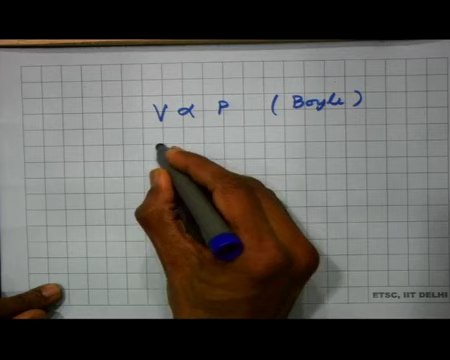 V ∝ P ( Boyle )
ETSC, IIT DELHI